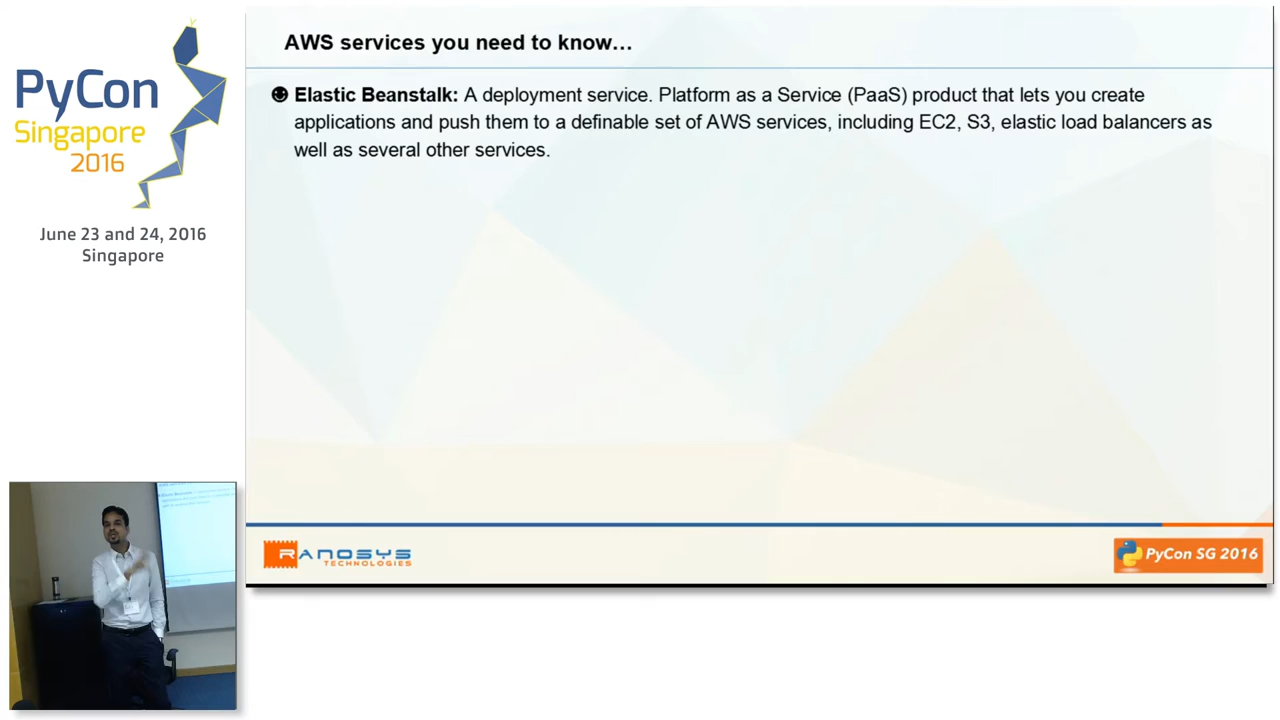 PyCon
Singapore
2016
June 23 and 24, 2016
Singapore
AWS services you need to know…
Elastic Beanstalk: A deployment service. Platform as a Service (PaaS) product that lets you create
applications and push them to a definable set of AWS services, including EC2, S3, elastic load balancers as
well as several other services.
RANOSYS
TECHNOLOGIES
PyCon SG 2016